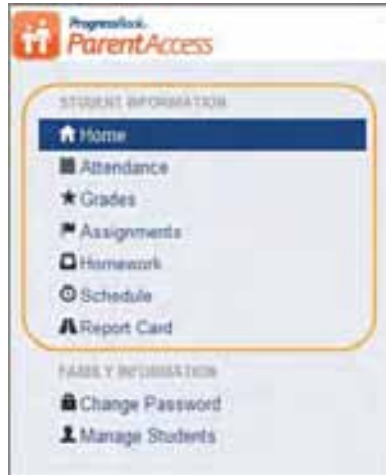 ProgressBook
ParentAccess
STUDENT INFORMATION
Home
Attendance
Grades
Assignments
Homework
Schedule
Report Card
FAMILY INFORMATION
Change Password
Manage Students